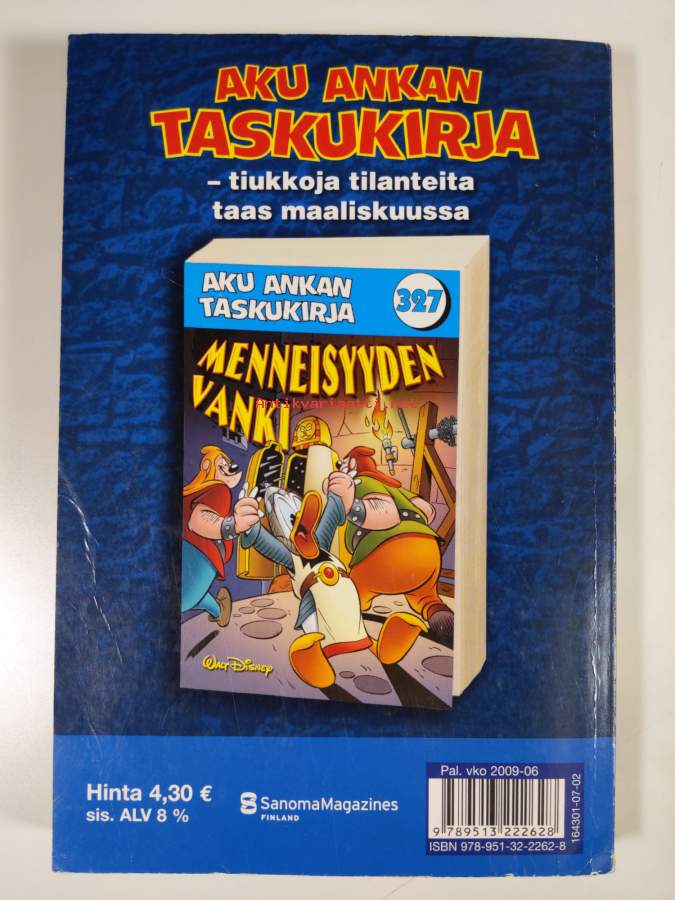 AKU ANKAN
TASKUKIRJA
– tiukkoja tilanteita
taas maaliskuussa
AKU ANKAN
TASKUKIRJA
327
MENNEISYYDEN
VANKI
Antikvariaatti.net
WALT DISNEY
Hinta 4,30 €
sis. ALV 8 %
SanomaMagazines
FINLAND
Pal. vko 2009-06
9 789513 222628
ISBN 978-951-32-2262-8
164301-07-02